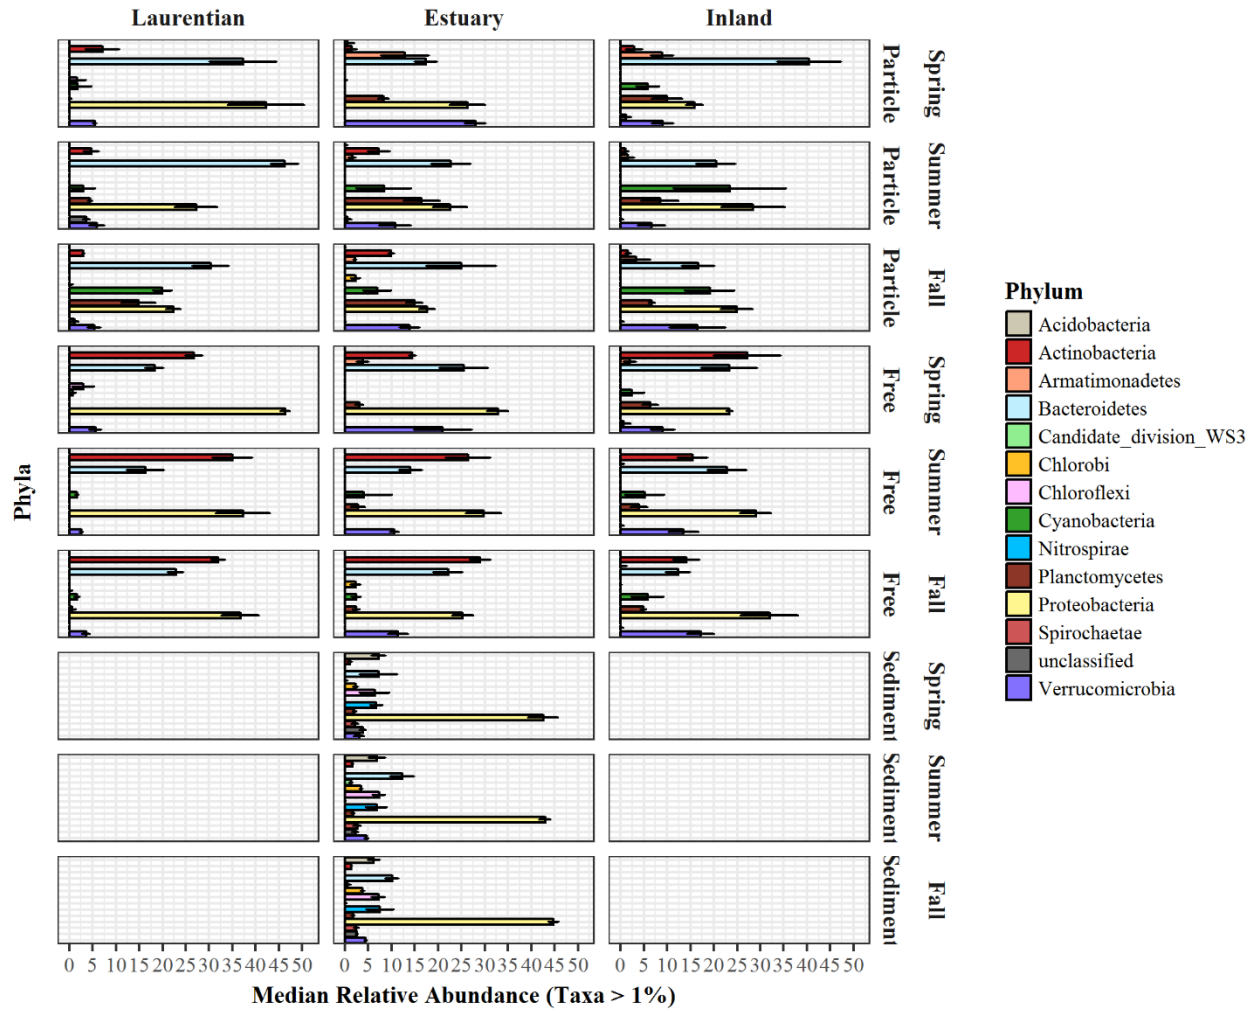 Laurentian Estuary Inland
Particle Spring
Particle Summer
Particle Fall
Free Spring
Free Summer
Free Fall
Sediment Spring
Sediment Summer
Sediment Fall
Phyla
0 5 10 15 20 25 30 35 40 45 50 0 5 10 15 20 25 30 35 40 45 50 0 5 10 15 20 25 30 35 40 45 50
Median Relative Abundance (Taxa > 1%)
Phylum
Acidobacteria
Actinobacteria
Armatimonadetes
Bacteroidetes
Candidate_division_WS3
Chlorobi
Chloroflexi
Cyanobacteria
Nitrospirae
Planctomycetes
Proteobacteria
Spirochaetae
unclassified
Verrucomicrobia